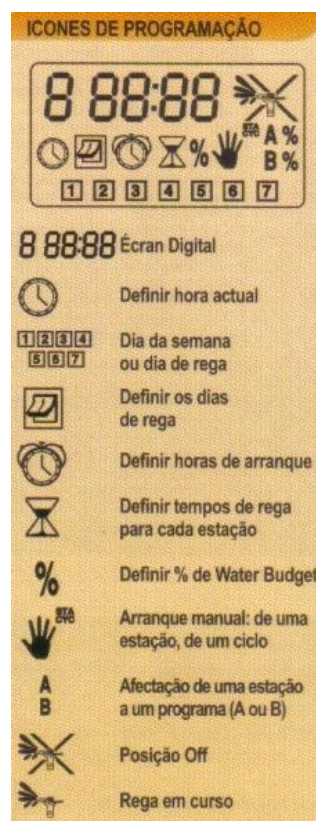 ICONES DE PROGRAMAÇÃO
8 88:88
STA
CYC
A %
%
B %
1 2 3 4 5 6 7
8 88:88 Écran Digital
Definir hora actual
1 2 3 4 Dia da semana
5 6 7 ou dia de rega
Definir os dias
de rega
Definir horas de arranque
Definir tempos de rega
para cada estação
% Definir % de Water Budget
STA
CYC
Arranque manual: de uma
estação, de um ciclo
A Afectação de uma estação
B a um programa (A ou B)
Posição Off
Rega em curso